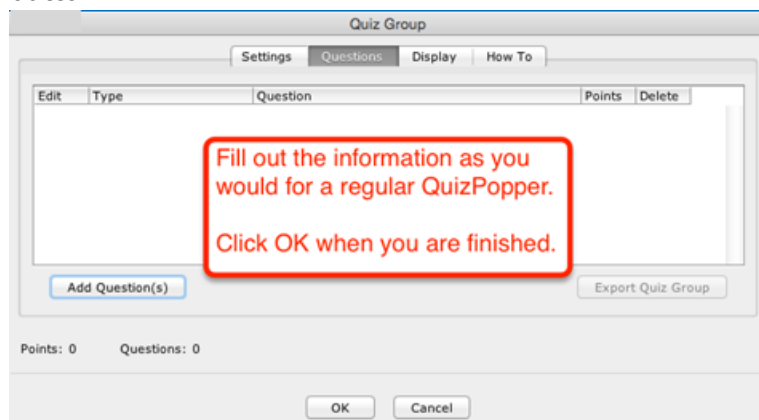 Quiz Group
Settings Questions Display How To
Edit Type Question Points Delete
Fill out the information as you
would for a regular QuizPopper.
Click OK when you are finished.
Add Question(s) Export Quiz Group
Points: 0 Questions: 0
OK Cancel